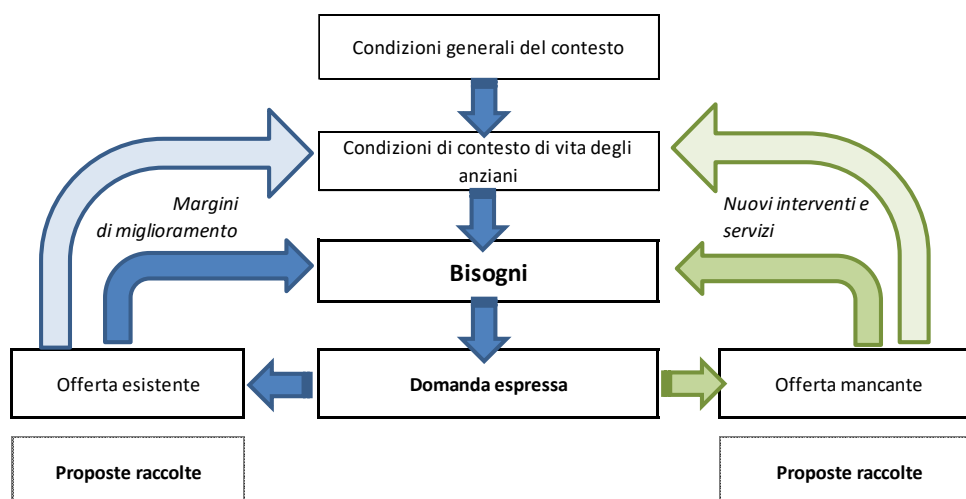 Condizioni generali del contesto
Condizioni di contesto di vita degli
anziani
Margini
di miglioramento
Nuovi interventi e
servizi
Bisogni
Offerta esistente
Domanda espressa
Offerta mancante
Proposte raccolte
Proposte raccolte